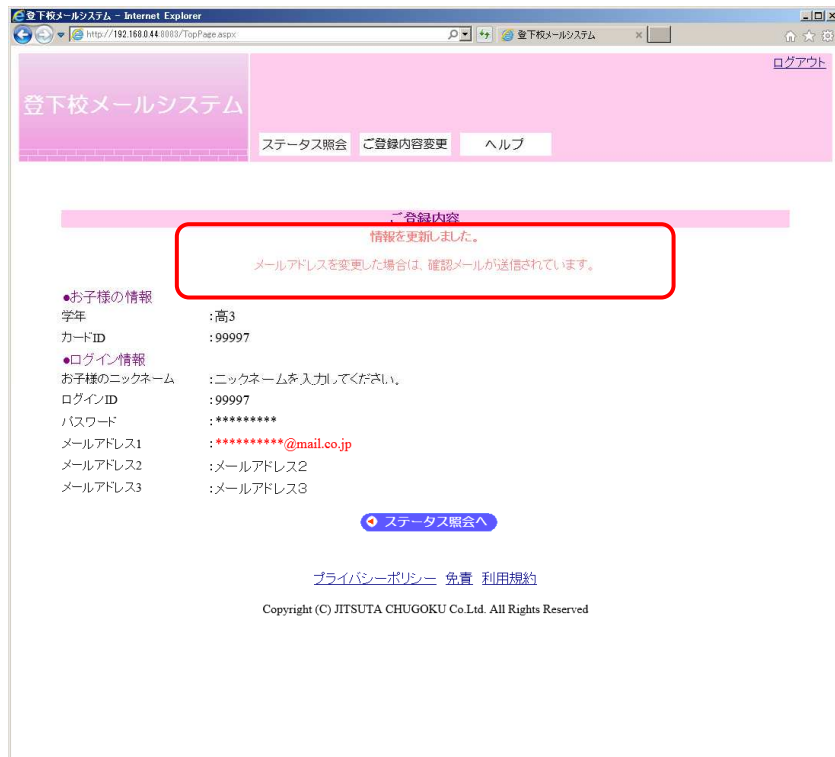 登下校メールシステム - Internet Explorer
http://192.168.0.44:8083/TopPage.aspx
登下校メールシステム
ログアウト
登下校メールシステム
ステータス照会 ご登録内容変更 ヘルプ
ご登録内容
情報を更新しました。
メールアドレスを変更した場合は、確認メールが送信されています。
●お子様の情報
学年 :高3
カードID :99997
●ログイン情報
お子様のニックネーム :ニックネームを入力してください。
ログインID :99997
パスワード :*********
メールアドレス1 :**********@mail.co.jp
メールアドレス2 :メールアドレス2
メールアドレス3 :メールアドレス3
ステータス照会へ
プライバシーポリシー 免責 利用規約
Copyright (C) JITSUTA CHUGOKU Co.Ltd. All Rights Reserved